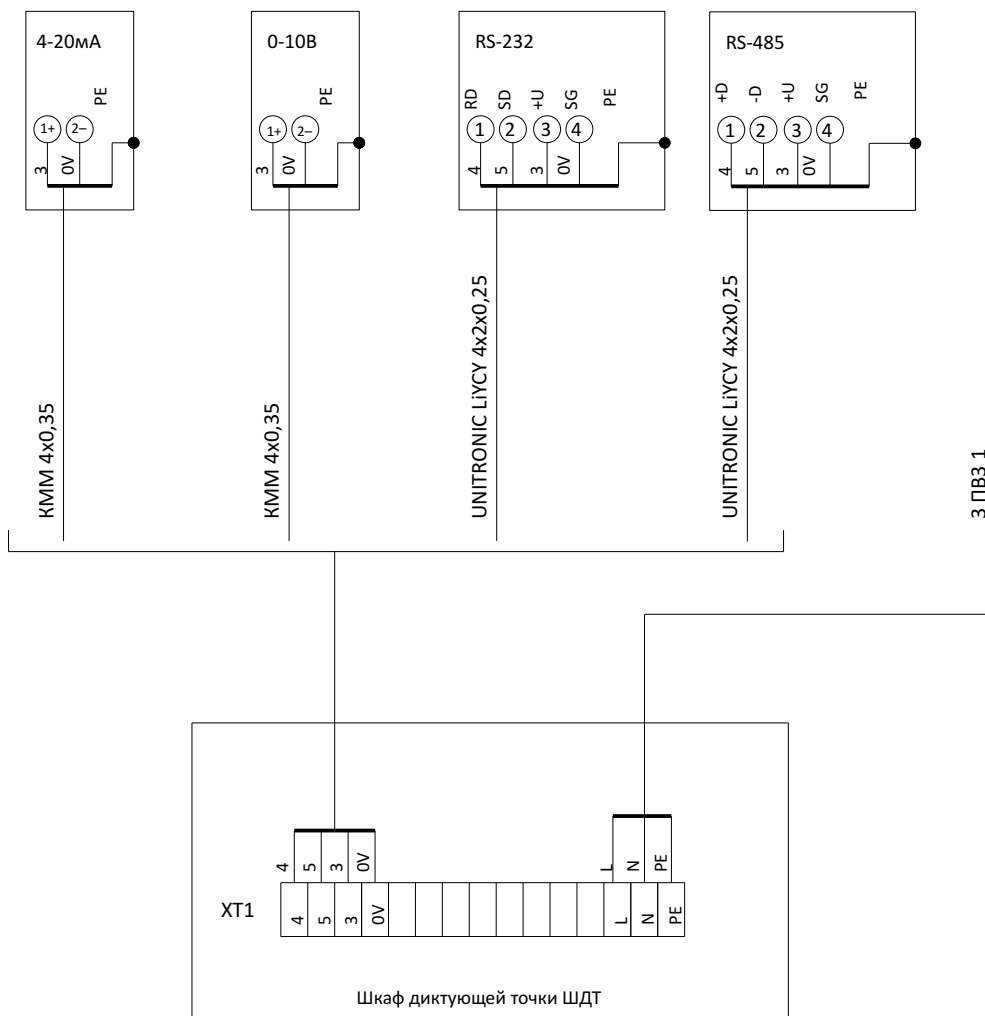 4-20мА
0-10В
RS-232
RS-485
PE
PE
RD SD +U SG PE
+D -D +U SG PE
1+ 2–
1+ 2–
1 2 3 4
1 2 3 4
3 0V
3 0V
4 5 3 0V
4 5 3 0V
КММ 4х0,35
КММ 4х0,35
UNITRONIC LiYCY 4x2x0,25
UNITRONIC LiYCY 4x2x0,25
3 ПВ3 1
4 5 3 0V
L N PE
XT1
4 5 3 0V
L N PE
Шкаф диктующей точки ШДТ